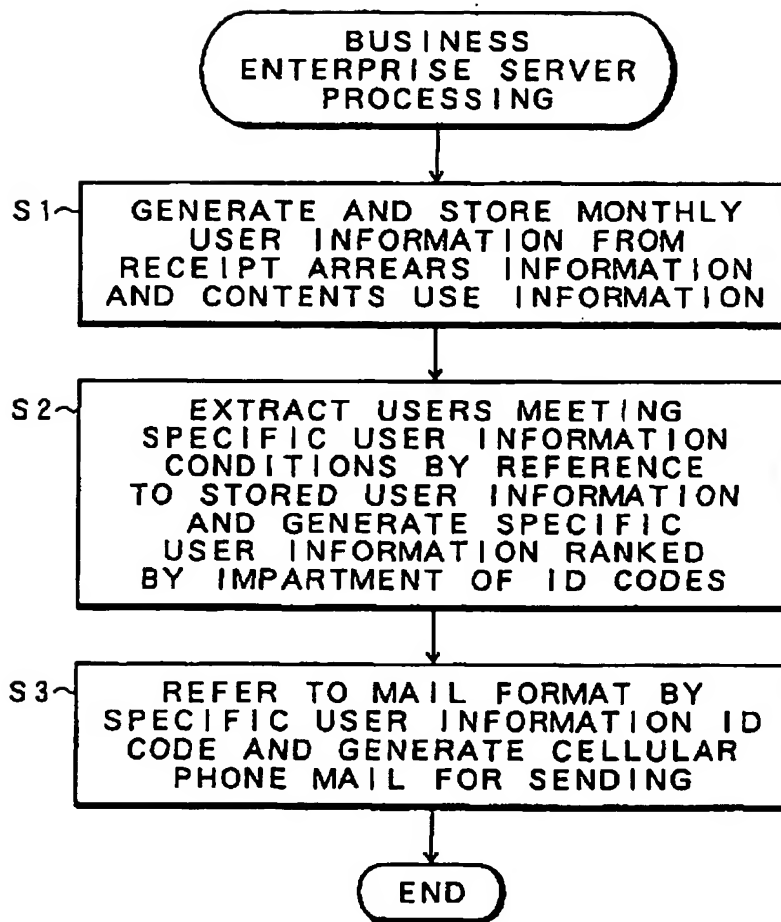 BUSINESS
ENTERPRISE SERVER
PROCESSING
S1
GENERATE AND STORE MONTHLY
USER INFORMATION FROM
RECEIPT ARREARS INFORMATION
AND CONTENTS USE INFORMATION
S2
EXTRACT USERS MEETING
SPECIFIC USER INFORMATION
CONDITIONS BY REFERENCE
TO STORED USER INFORMATION
AND GENERATE SPECIFIC
USER INFORMATION RANKED
BY IMPARTMENT OF ID CODES
S3
REFER TO MAIL FORMAT BY
SPECIFIC USER INFORMATION ID
CODE AND GENERATE CELLULAR
PHONE MAIL FOR SENDING
END